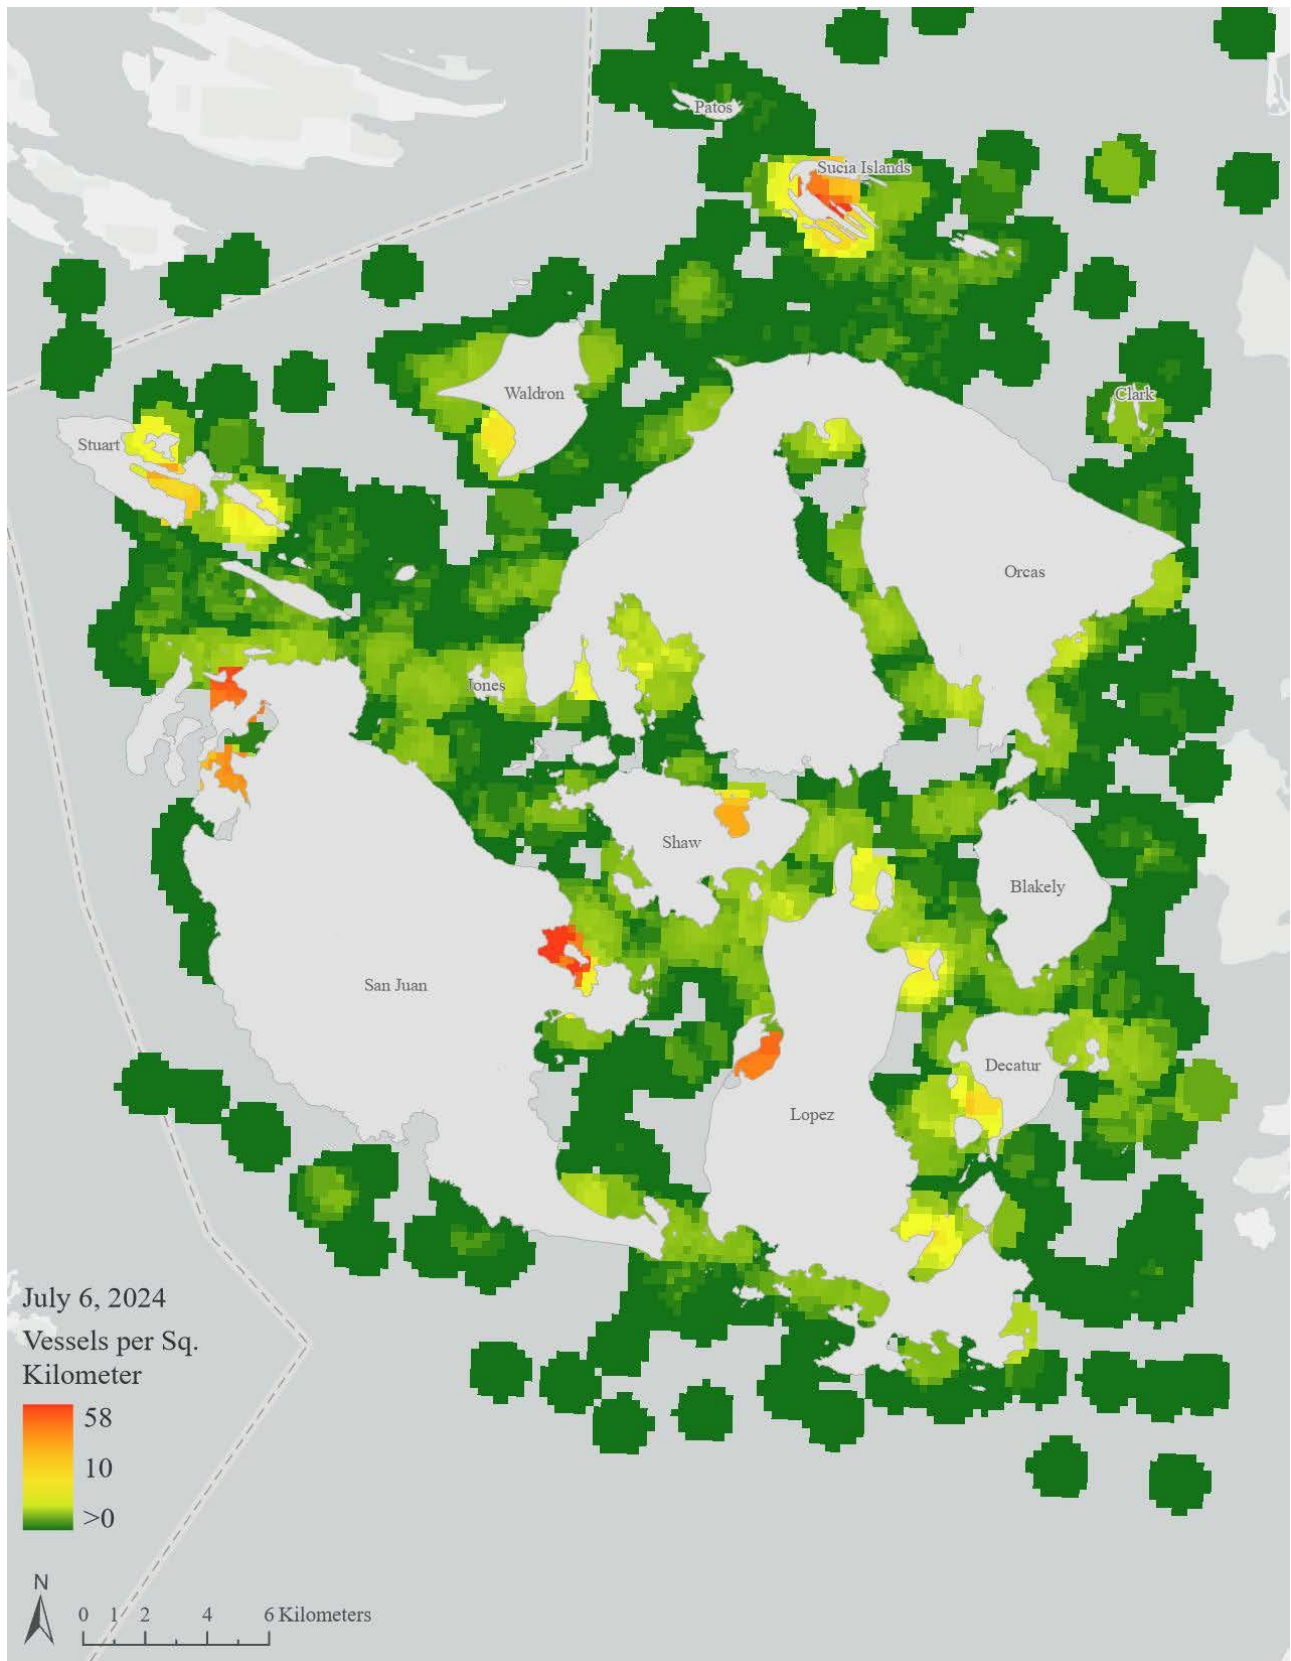 Patos
Sucia Islands
Waldron
Clark
Stuart
Orcas
Jones
Shaw
Blakely
San Juan
Decatur
Lopez
July 6, 2024
Vessels per Sq.
Kilometer
58
10
>0
N
0 1 2 4 6 Kilometers